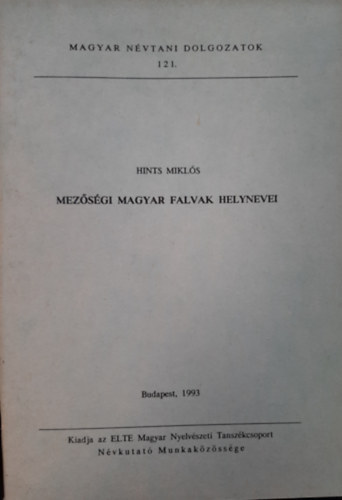 MAGYAR NÉVTANI DOLGOZATOK
121.
HINTS MIKLÓS
MEZŐSÉGI MAGYAR FALVAK HELYNEVEI
Budapest, 1993
Kiadja az ELTE Magyar Nyelvészeti Tanszékcsoport
Névkutató Munkaközössége